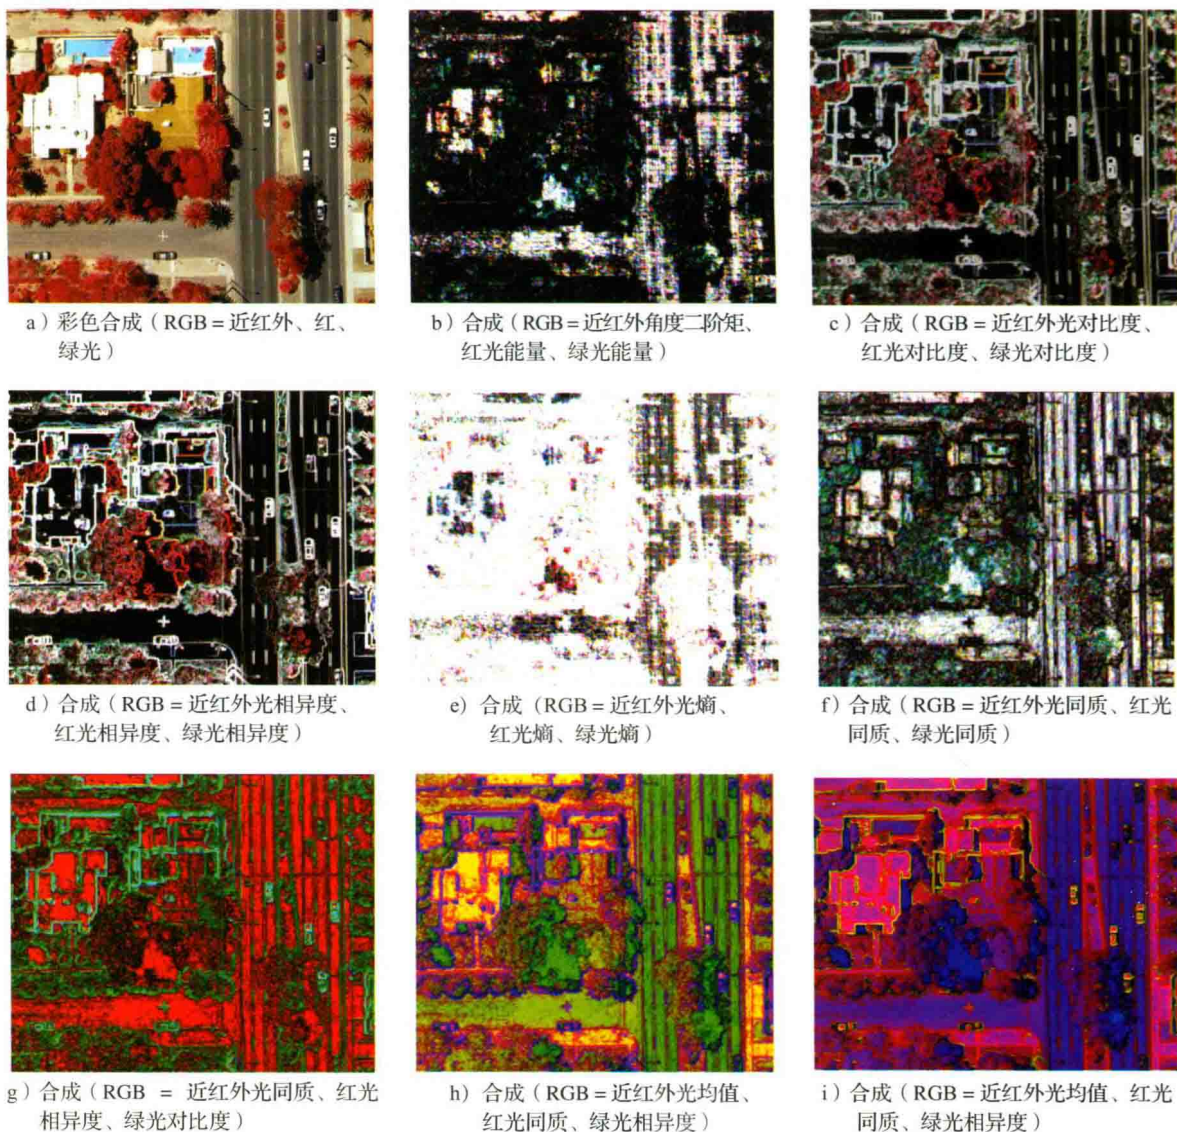 a）彩色合成（RGB = 近红外、红、
绿光）
b）合成（RGB = 近红外角度二阶矩、
红光能量、绿光能量）
c）合成（RGB = 近红外光对比度、
红光对比度、绿光对比度）
d）合成（RGB = 近红外光相异度、
红光相异度、绿光相异度）
e）合成（RGB = 近红外光熵、
红光熵、绿光熵）
f）合成（RGB = 近红外光同质、红光
同质、绿光同质）
g）合成（RGB = 近红外光同质、红光
相异度、绿光对比度）
h）合成（RGB = 近红外光均值、
红光同质、绿光相异度）
i）合成（RGB = 近红外光均值、红光
同质、绿光相异度）